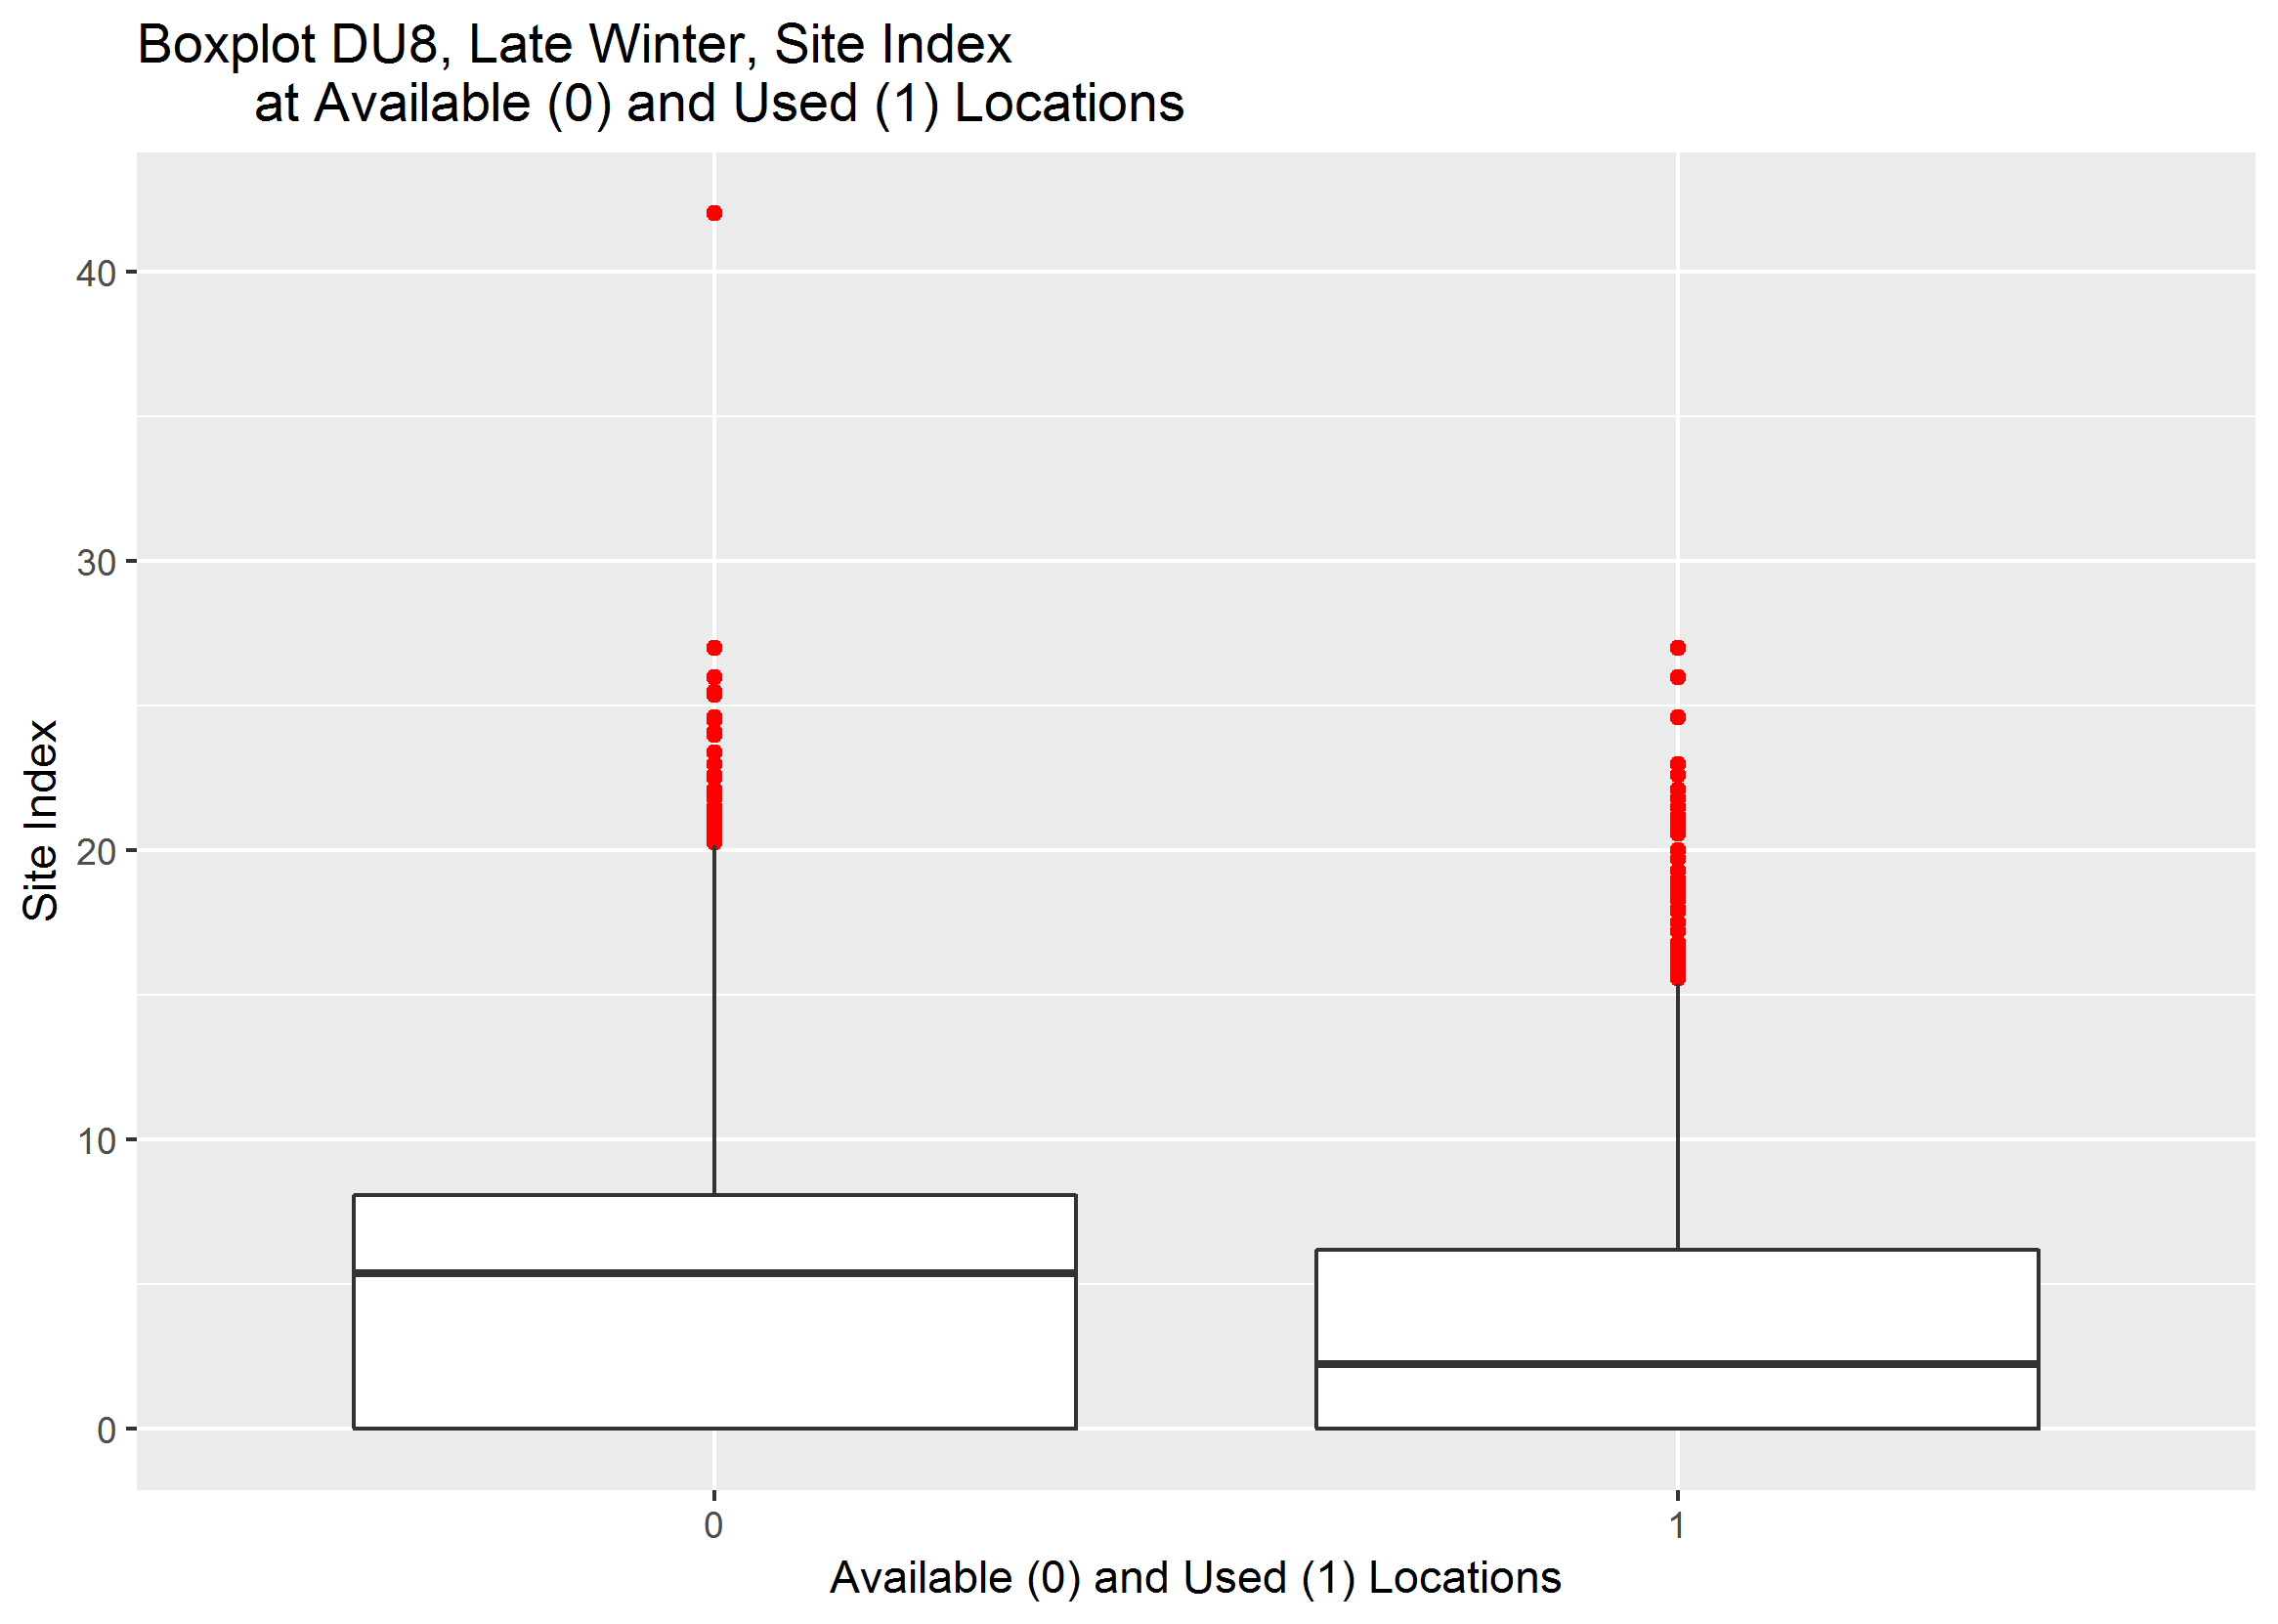 Boxplot DU8, Late Winter, Site Index
at Available (0) and Used (1) Locations
Site Index
40
30
20
10
0
0
1
Available (0) and Used (1) Locations